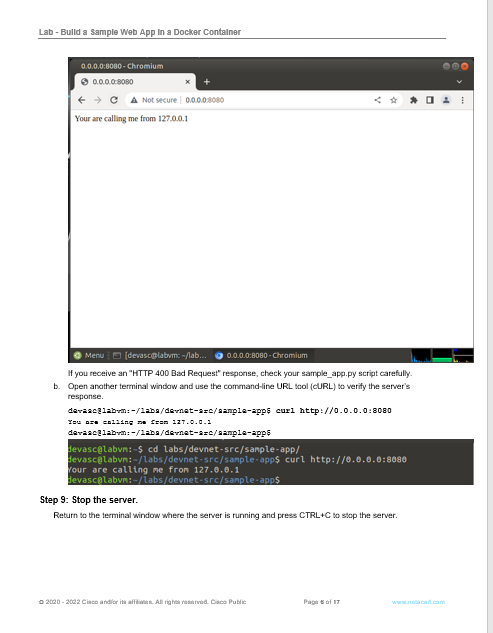 Lab - Build a Sample Web App in a Docker Container
0.0.0.0:8080 - Chromium
0.0.0.0:8080 × +
Not secure | 0.0.0.0:8080
Your are calling me from 127.0.0.1
Menu [devasc@labvm: ~/lab... 0.0.0.0:8080 - Chromium
If you receive an "HTTP 400 Bad Request" response, check your sample_app.py script carefully.
b. Open another terminal window and use the command-line URL tool (cURL) to verify the server's
response.
devasc@labvm:~/labs/devnet-src/sample-app$ curl http://0.0.0.0:8080
You are calling me from 127.0.0.1
devasc@labvm:~/labs/devnet-src/sample-app$
devasc@labvm:~$ cd labs/devnet-src/sample-app/
devasc@labvm:~/labs/devnet-src/sample-app$ curl http://0.0.0.0:8080
Your are calling me from 127.0.0.1
devasc@labvm:~/labs/devnet-src/sample-app$
Step 9: Stop the server.
Return to the terminal window where the server is running and press CTRL+C to stop the server.
© 2020 - 2022 Cisco and/or its affiliates. All rights reserved. Cisco Public Page 6 of 17 www.netacad.com